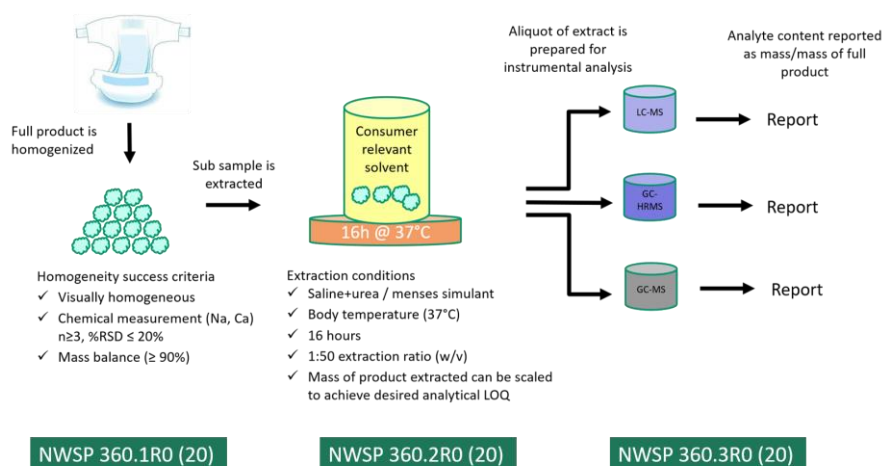 Full product is
homogenized
Sub sample is
extracted
Consumer
relevant
solvent
16h @ 37°C
Aliquot of extract is
prepared for
instrumental analysis
Analyte content reported
as mass/mass of full
product
LC-MS
Report
GC-
HRMS
Report
GC-MS
Report
Homogeneity success criteria
✓ Visually homogeneous
✓ Chemical measurement (Na, Ca)
n≥3, %RSD ≤ 20%
✓ Mass balance (≥ 90%)
Extraction conditions
✓ Saline+urea / menses simulant
✓ Body temperature (37°C)
✓ 16 hours
✓ 1:50 extraction ratio (w/v)
✓ Mass of product extracted can be scaled
to achieve desired analytical LOQ
NWSP 360.1R0 (20)
NWSP 360.2R0 (20)
NWSP 360.3R0 (20)